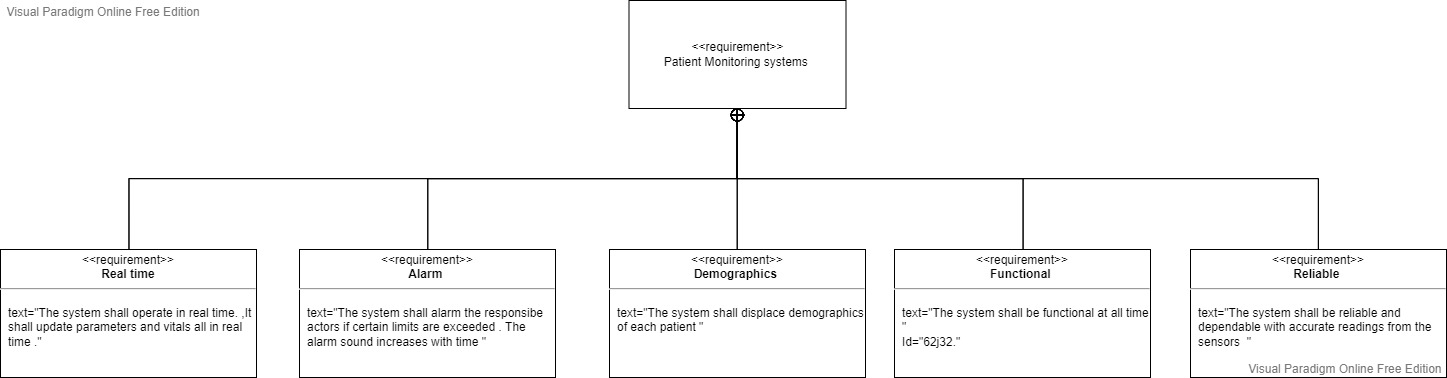 Visual Paradigm Online Free Edition
<<requirement>>
Patient Monitoring systems
<<requirement>>
Real time
text="The system shall operate in real time. ,It
shall update parameters and vitals all in real
time ."
<<requirement>>
Alarm
text="The system shall alarm the responsibe
actors if certain limits are exceeded . The
alarm sound increases with time "
<<requirement>>
Demographics
text="The system shall displace demographics
of each patient "
<<requirement>>
Functional
text="The system shall be functional at all time
"
Id="62j32."
<<requirement>>
Reliable
text="The system shall be reliable and
dependable with accurate readings from the
sensors  "
Visual Paradigm Online Free Edition